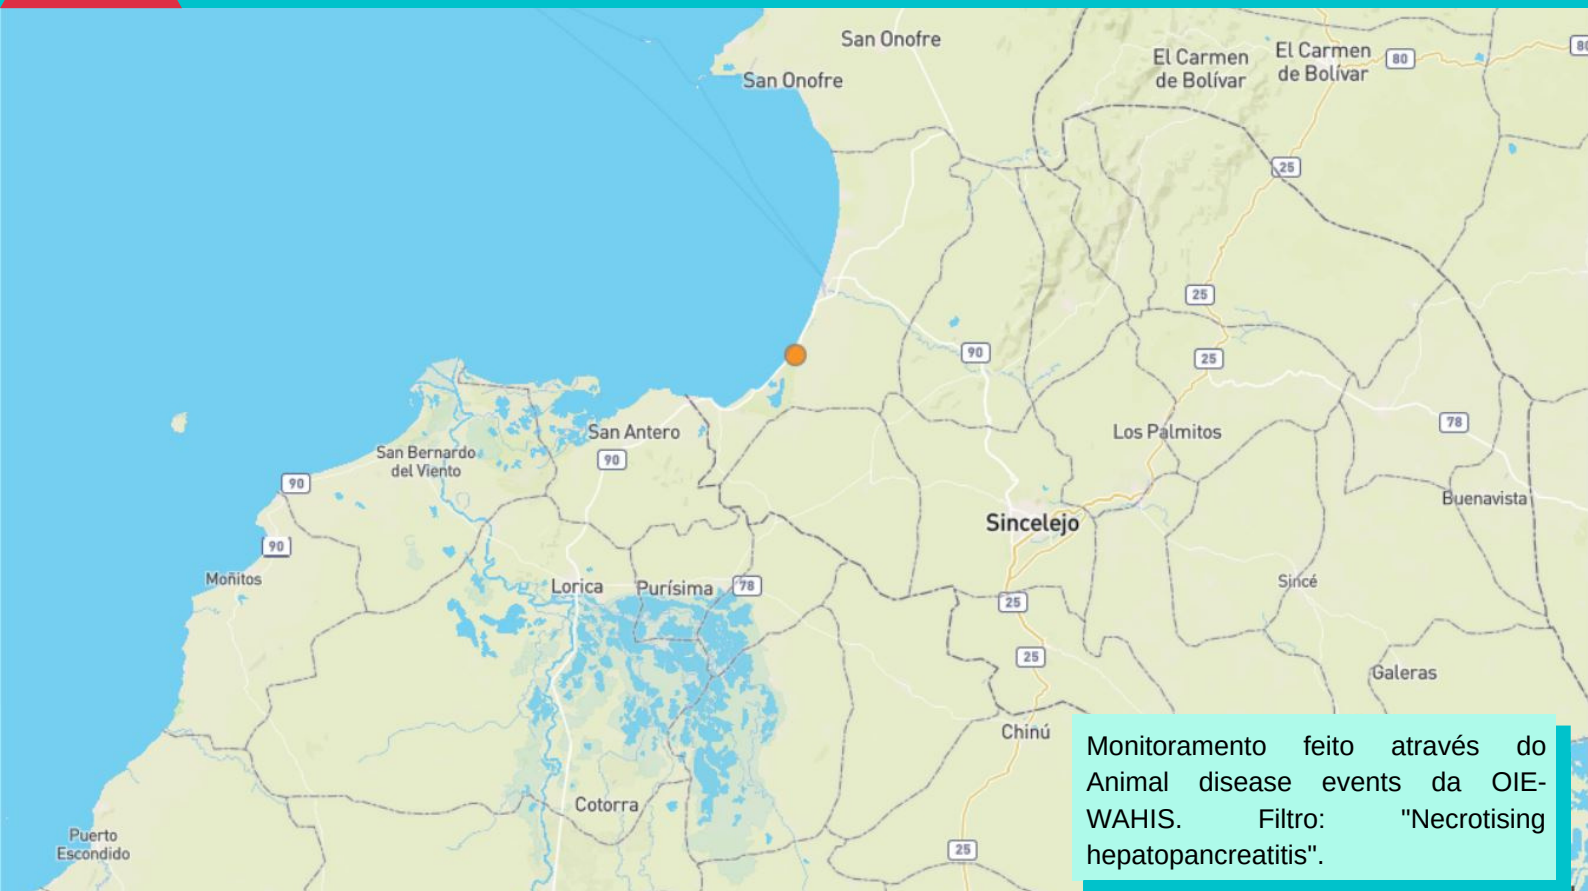 San Onofre
El Carmen
de Bolívar
El Carmen
de Bolívar
80
80
San Onofre
25
25
90
25
78
San Antero
Los Palmitos
San Bernardo
del Viento
90
90
Buenavista
Sincelejo
90
Moñitos
Lorica
Purísima
78
Sincé
25
25
Galeras
Chinú
Cotorra
Puerto
Escondido
25
Monitoramento feito através do
Animal disease events da OIE-
WAHIS. Filtro: "Necrotising
hepatopancreatitis".